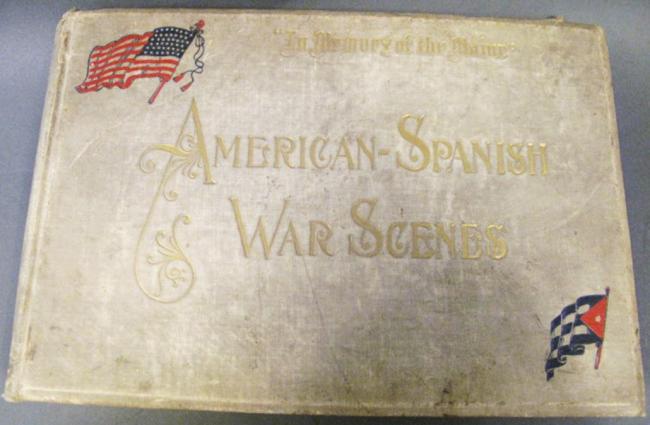 "In Memory of the Maine"
AMERICAN-SPANISH
WAR SCENES